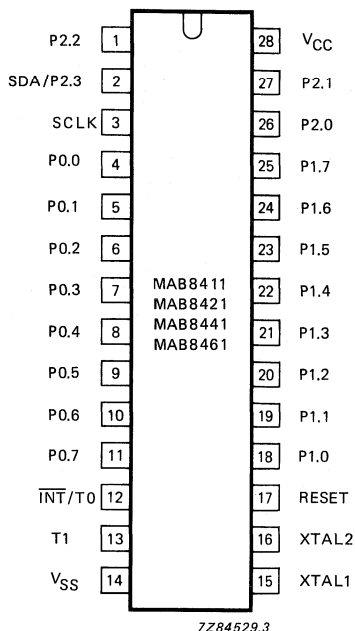 P2.2 1 28 VCC
SDA/P2.3 2 27 P2.1
SCLK 3 26 P2.0
P0.0 4 25 P1.7
P0.1 5 24 P1.6
P0.2 6 23 P1.5
P0.3 7 MAB8411 22 P1.4
MAB8421
MAB8441
P0.4 8 MAB8461 21 P1.3
P0.5 9 20 P1.2
P0.6 10 19 P1.1
P0.7 11 18 P1.0
INT/T0 12 17 RESET
T1 13 16 XTAL2
VSS 14 15 XTAL1
7Z84529.3